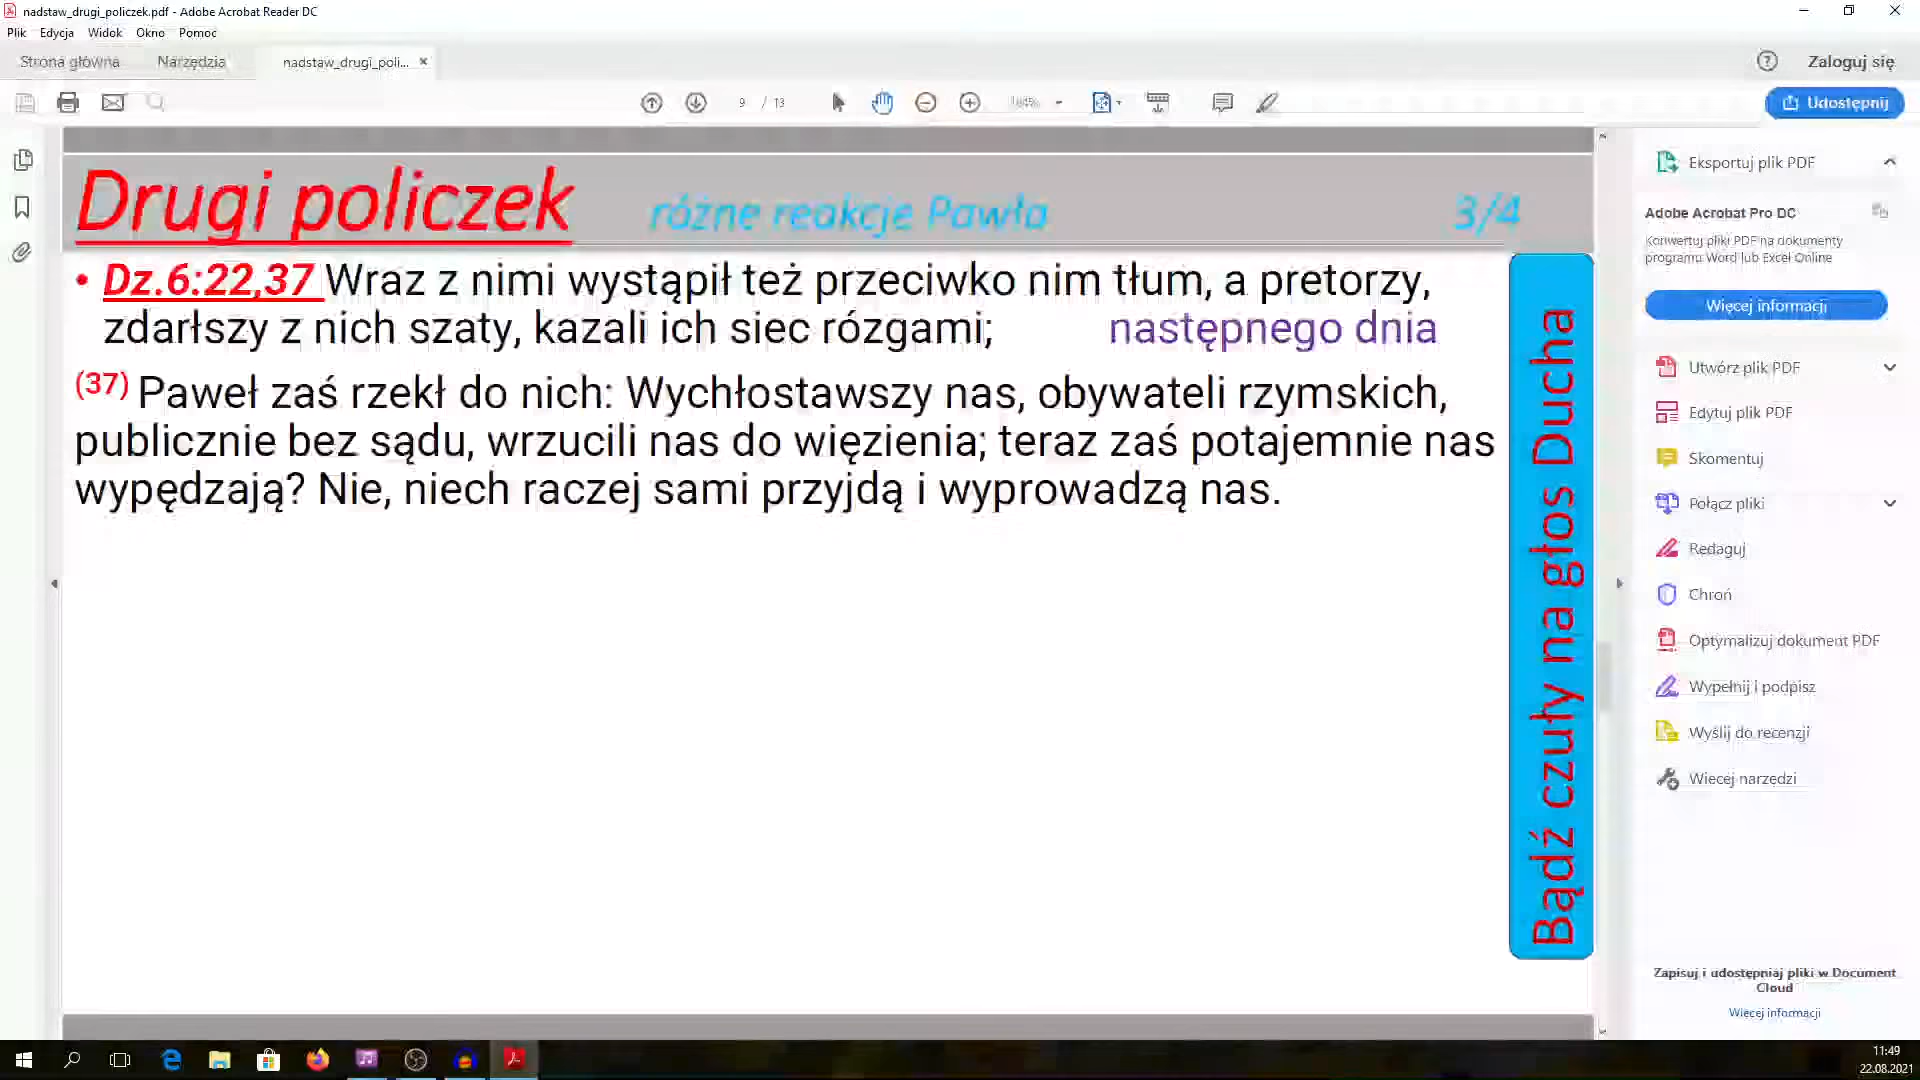 nadstaw_drugi_policzek.pdf - Adobe Acrobat Reader DC
Plik Edycja Widok Okno Pomoc
Strona główna Narzędzia nadstaw_drugi_poli... Zaloguj się
9 / 13 Udostępnij
Drugi policzek różne reakcje Pawła 3/4
• Dz.6:22,37 Wraz z nimi wystąpił też przeciwko nim tłum, a pretorzy,
zdarłszy z nich szaty, kazali ich siec rózgami; następnego dnia
(37) Paweł zaś rzekł do nich: Wychłostawszy nas, obywateli rzymskich,
publicznie bez sądu, wrzucili nas do więzienia; teraz zaś potajemnie nas
wypędzają? Nie, niech raczej sami przyjdą i wyprowadzą nas.
Bądź czuły na głos Ducha
Eksportuj plik PDF
Adobe Acrobat Pro DC
Konwertuj pliki PDF na dokumenty
programu Word lub Excel Online
Więcej informacji
Utwórz plik PDF
Edytuj plik PDF
Skomentuj
Połącz pliki
Redaguj
Chroń
Optymalizuj dokument PDF
Wypełnij i podpisz
Wyślij do recenzji
Więcej narzędzi
Zapisuj i udostępniaj pliki w Document
Cloud
Więcej informacji
11:49
22.08.2021